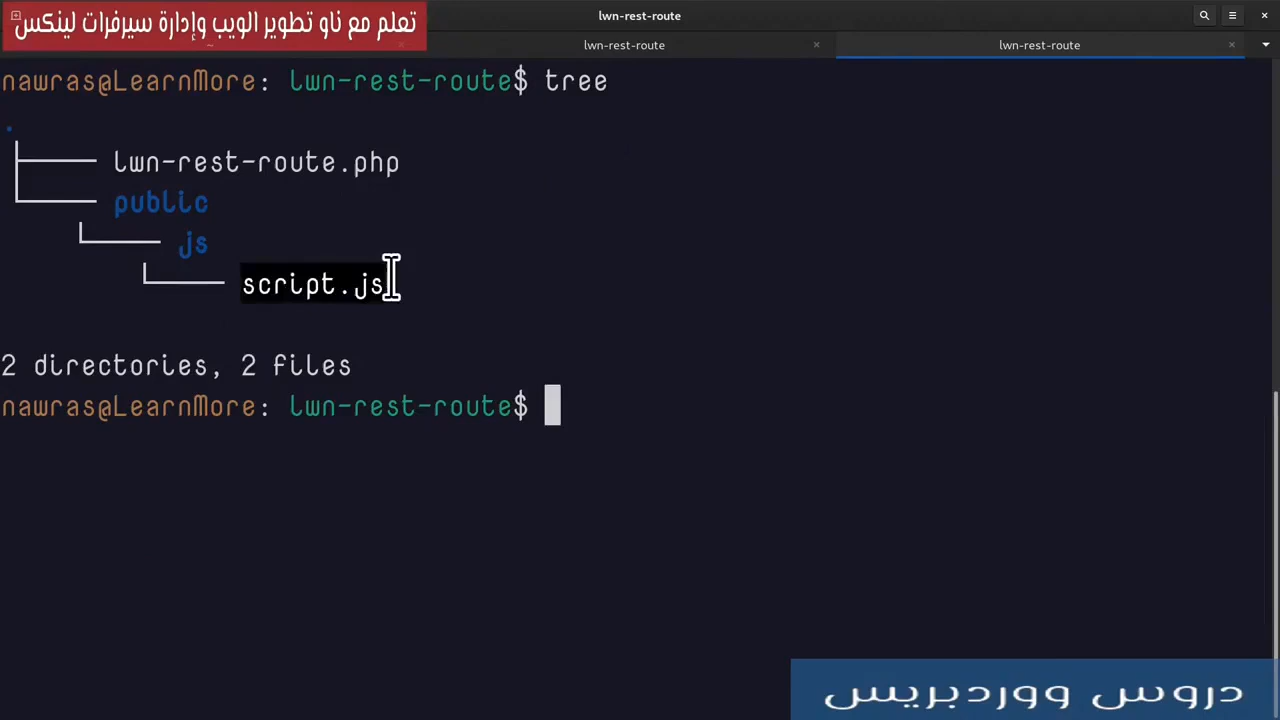 تعلم مع ناو تطوير الويب وإدارة سيرفرات لينكس
lwn-rest-route
lwn-rest-route
lwn-rest-route
nawras@LearnMore: lwn-rest-route$ tree
.
├── lwn-rest-route.php
└── public
└── js
└── script.js
2 directories, 2 files
nawras@LearnMore: lwn-rest-route$
دروس ووردبريس